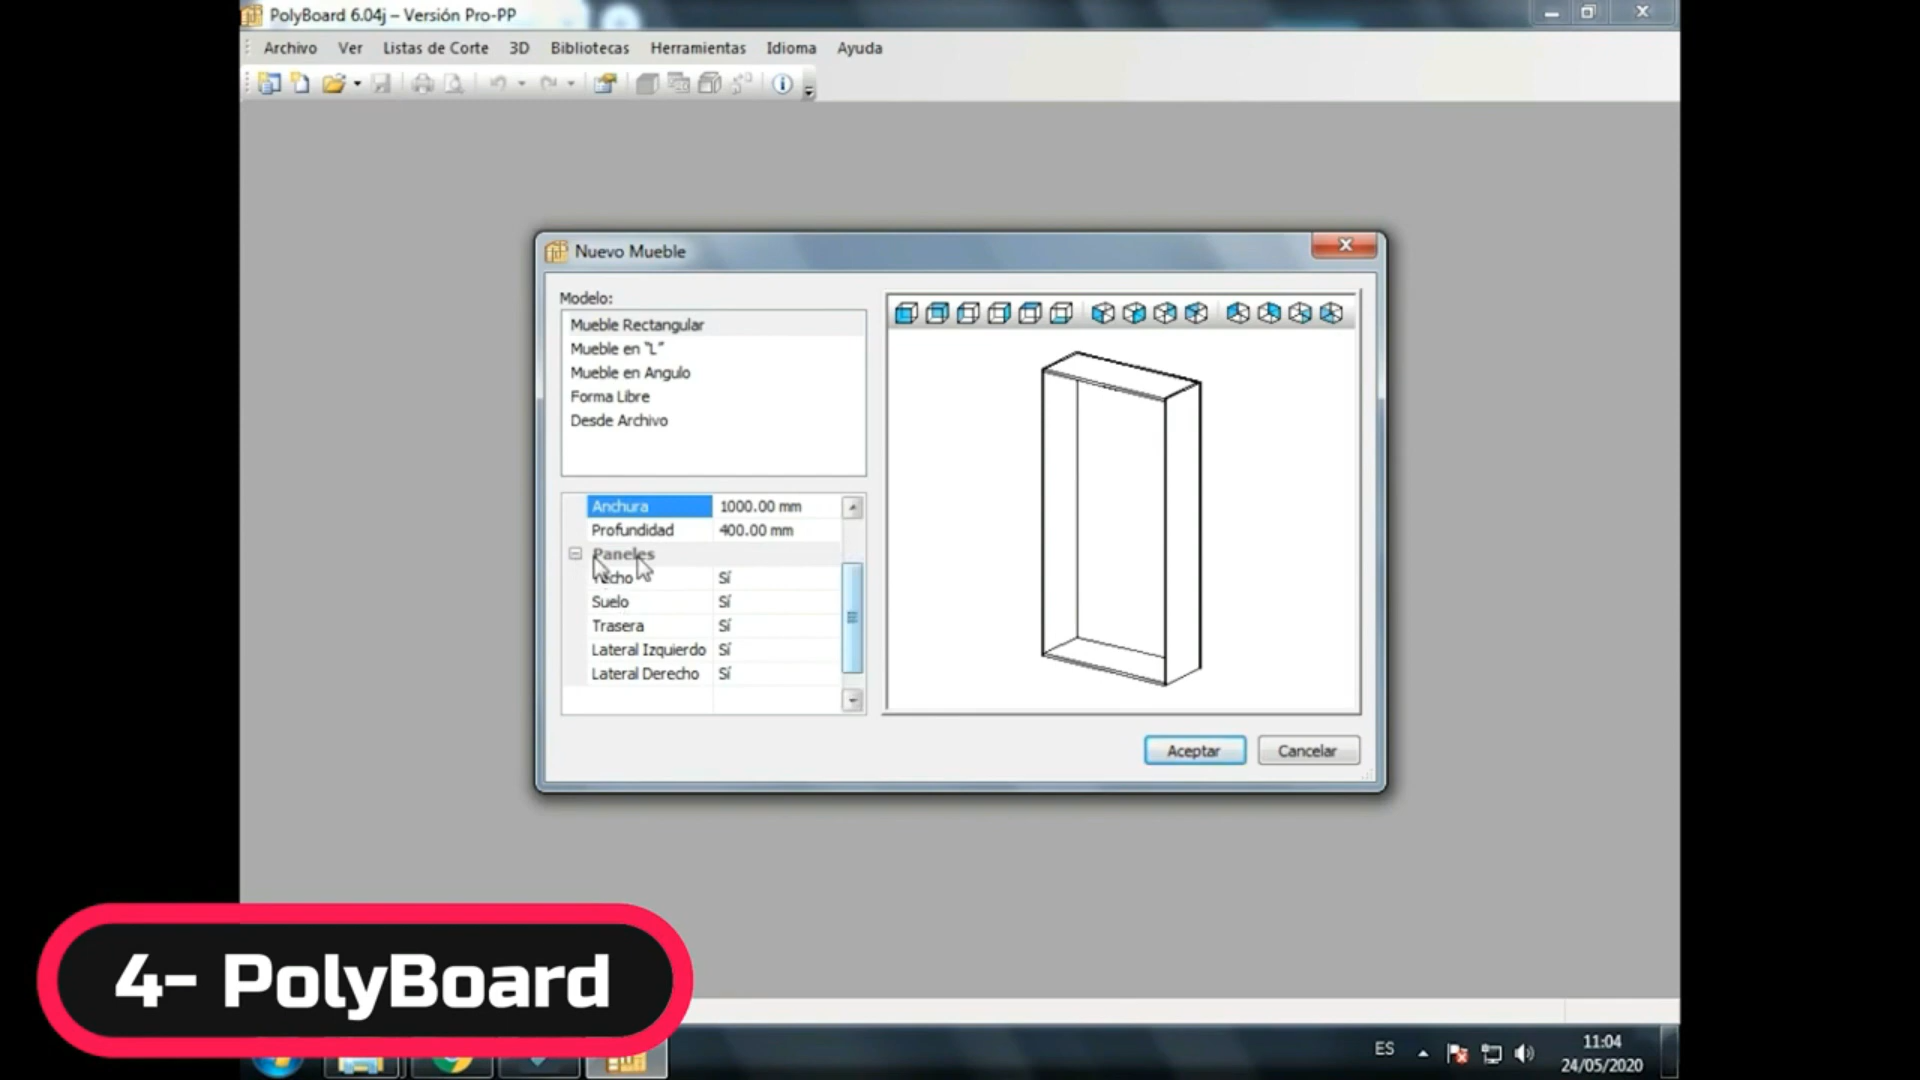 PolyBoard 6.04j – Versión Pro-PP
Archivo Ver Listas de Corte 3D Bibliotecas Herramientas Idioma Ayuda
Nuevo Mueble
Modelo:
Mueble Rectangular
Mueble en "L"
Mueble en Angulo
Forma Libre
Desde Archivo
Anchura 1000.00 mm
Profundidad 400.00 mm
Paneles
Techo Sí
Suelo Sí
Trasera Sí
Lateral Izquierdo Sí
Lateral Derecho Sí
Aceptar Cancelar
4- PolyBoard
ES
11:04
24/05/2020